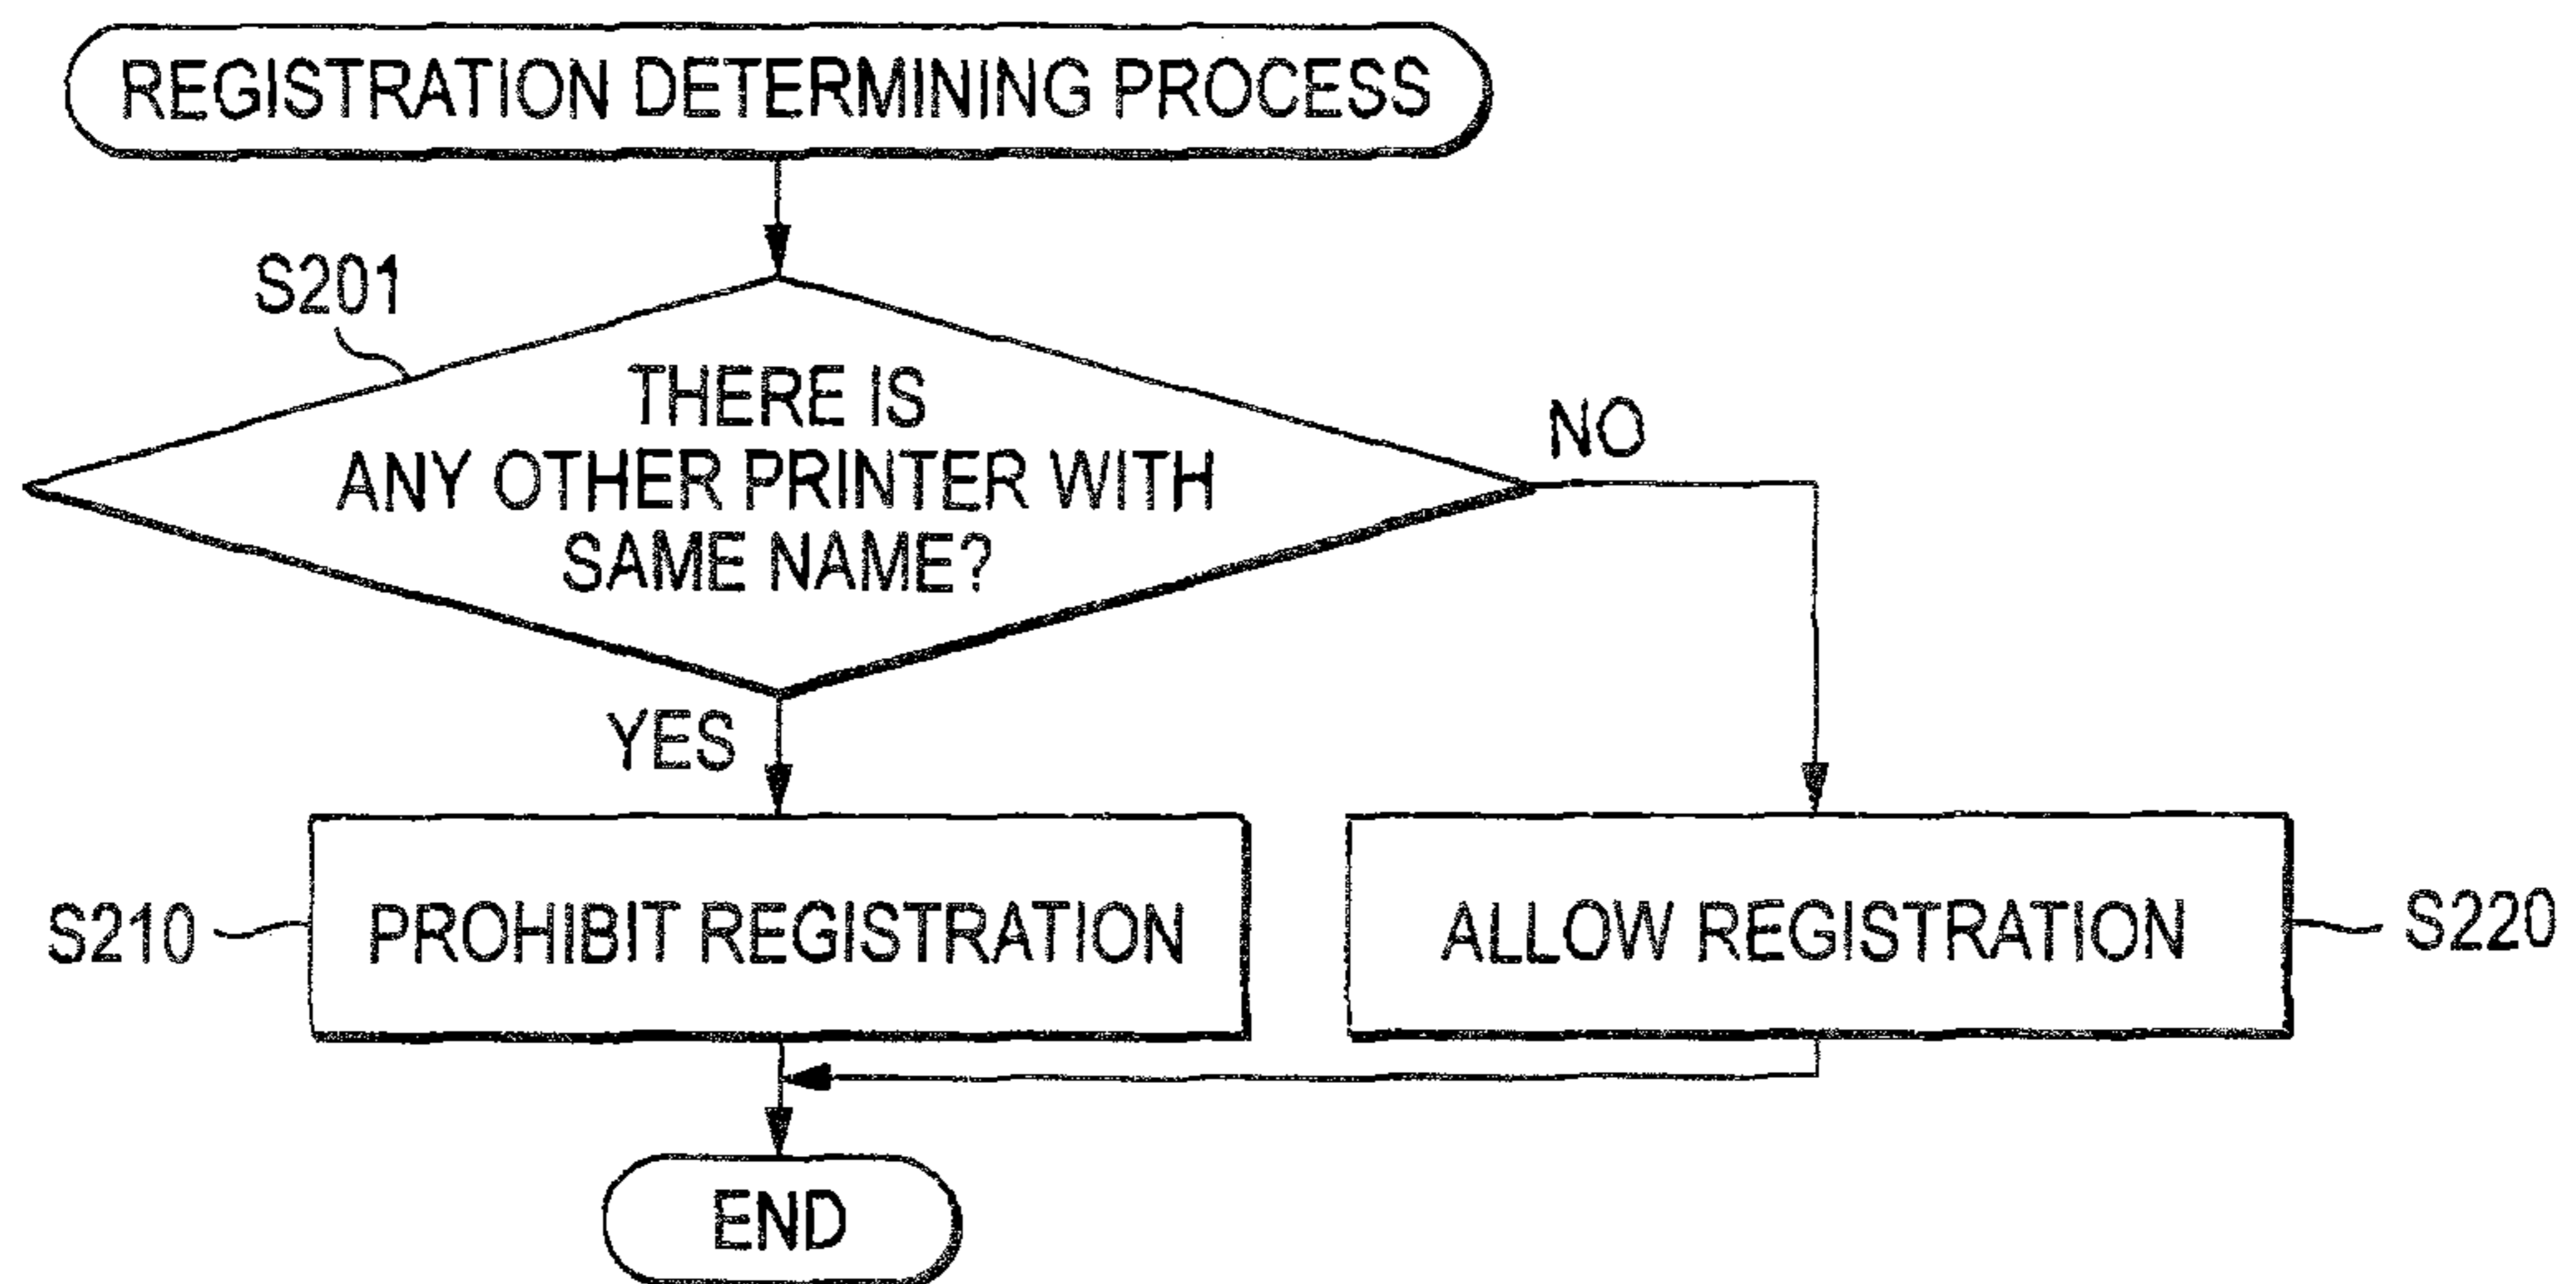 REGISTRATION DETERMINING PROCESS
S201
THERE IS
ANY OTHER PRINTER WITH
SAME NAME?
NO
YES
S210
PROHIBIT REGISTRATION
ALLOW REGISTRATION
S220
END